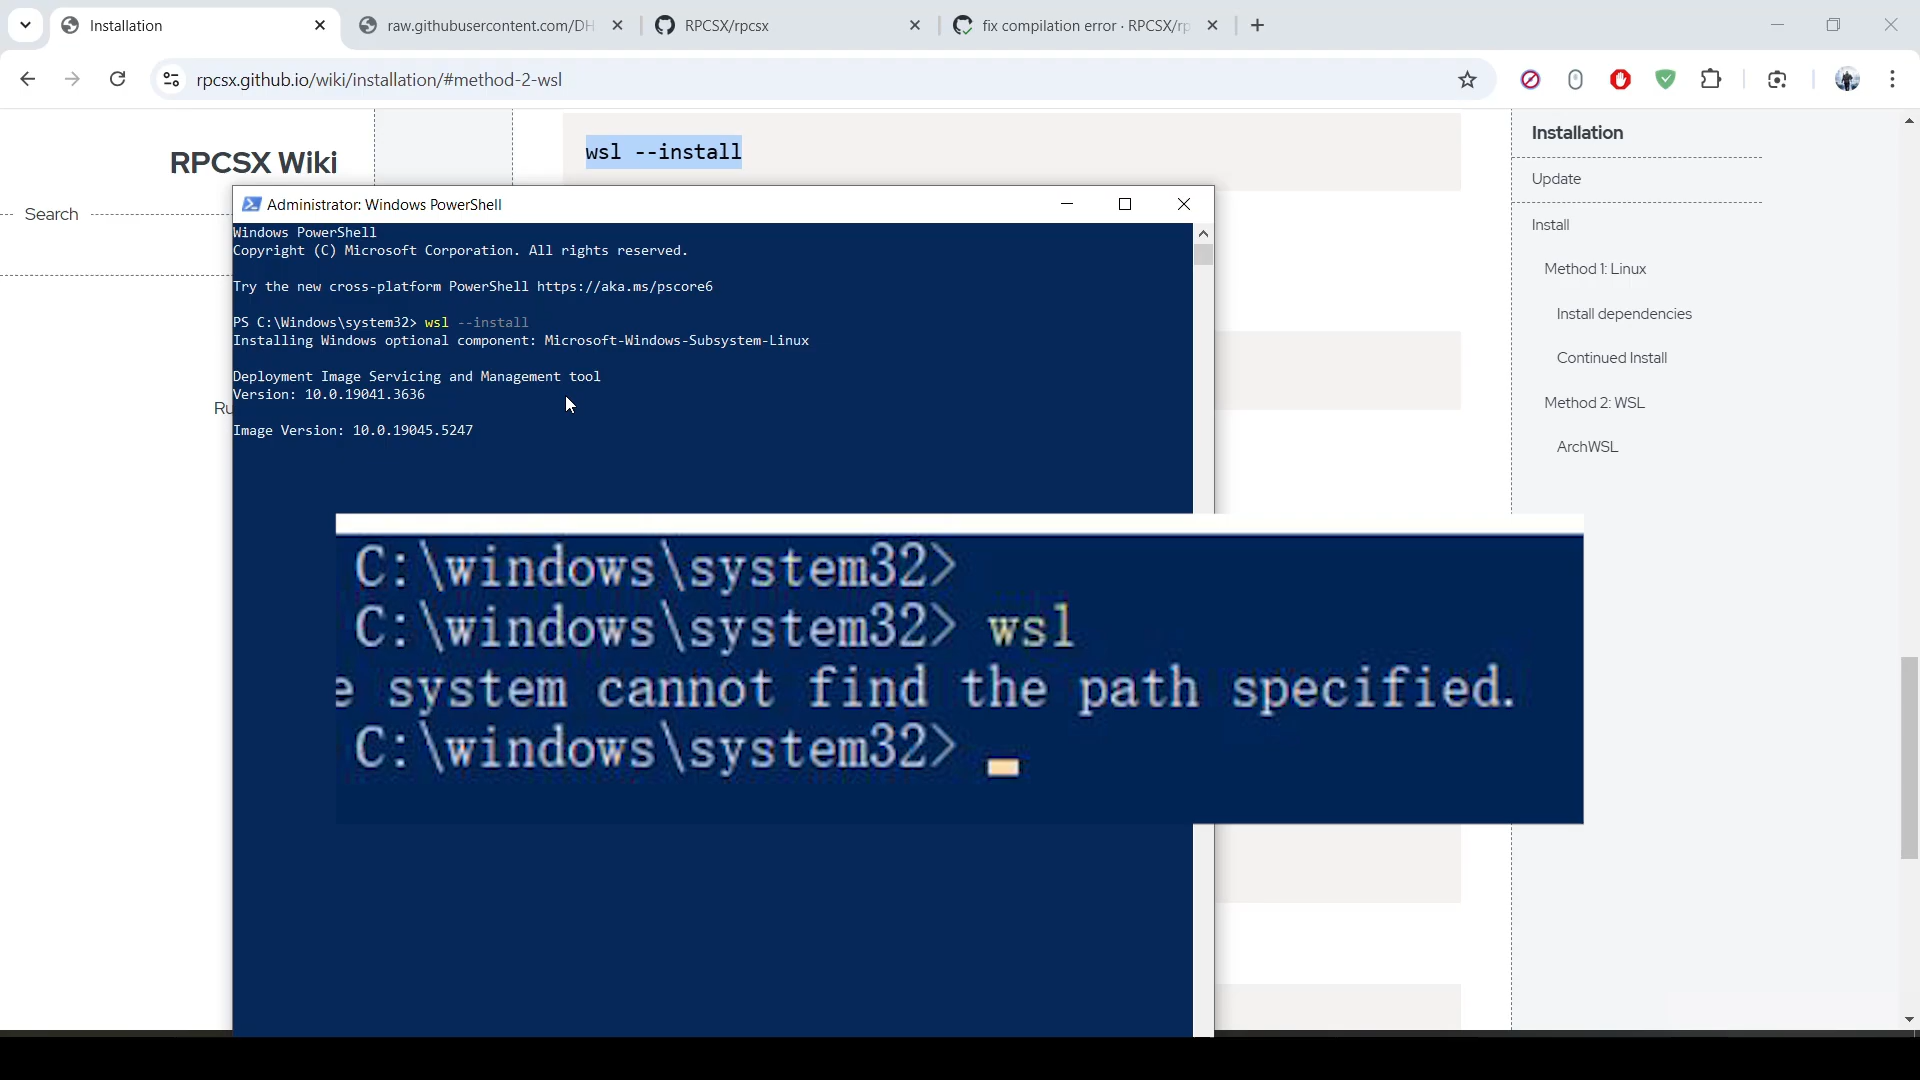 Installation
raw.githubusercontent.com/DH
RPCSX/rpcsx
fix compilation error · RPCSX/rp
rpcsx.github.io/wiki/installation/#method-2-wsl
RPCSX Wiki
Search
Ru
wsl --install
Administrator: Windows PowerShell
Windows PowerShell
Copyright (C) Microsoft Corporation. All rights reserved.
Try the new cross-platform PowerShell https://aka.ms/pscore6
PS C:\Windows\system32> wsl --install
Installing Windows optional component: Microsoft-Windows-Subsystem-Linux
Deployment Image Servicing and Management tool
Version: 10.0.19041.3636
Image Version: 10.0.19045.5247
C:\windows\system32>
C:\windows\system32> wsl
e system cannot find the path specified.
C:\windows\system32>
Installation
Update
Install
Method 1: Linux
Install dependencies
Continued Install
Method 2: WSL
ArchWSL